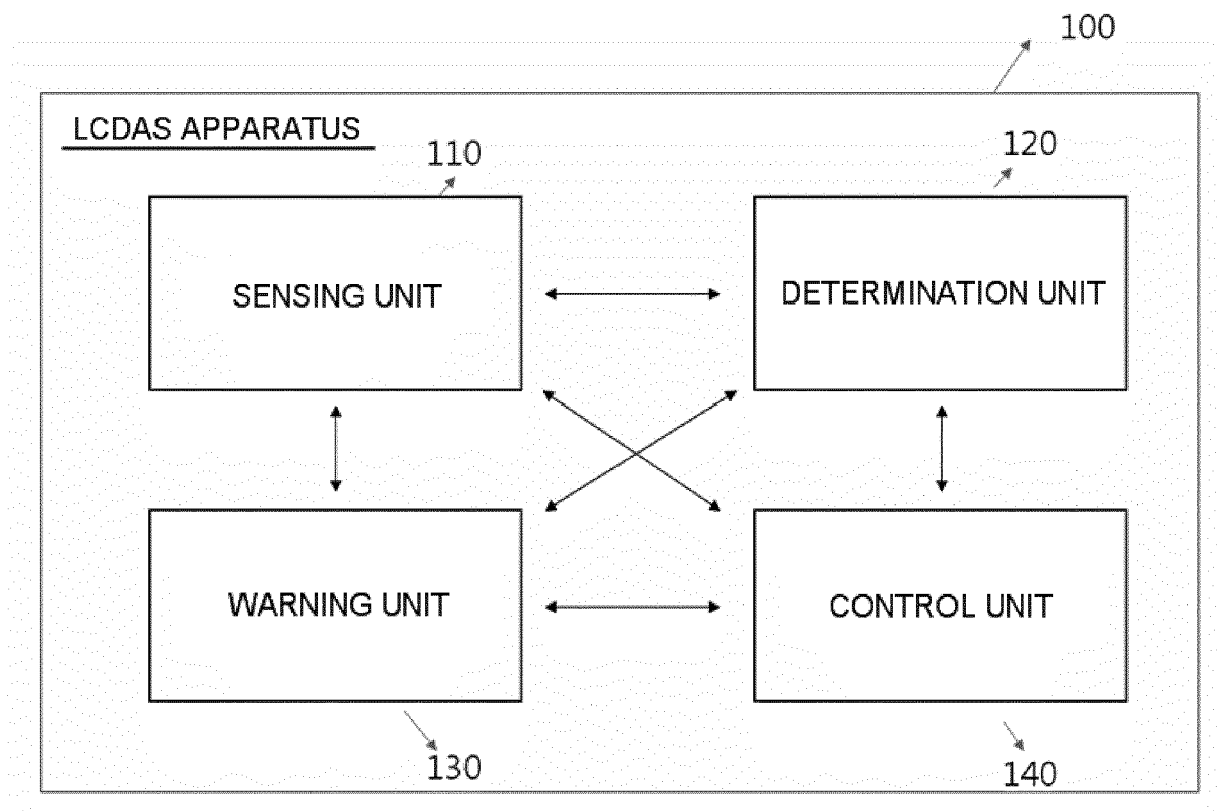 100
LCDAS APPARATUS
110
120
SENSING UNIT
DETERMINATION UNIT
WARNING UNIT
CONTROL UNIT
130
140